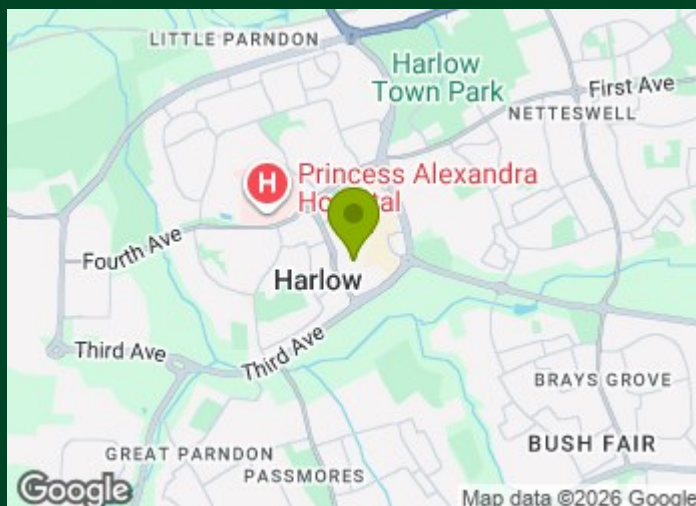 LITTLE PARNDON
Harlow
Town Park
First Ave
NETTESWELL
H
Princess Alexandra
Hospital
Fourth Ave
Harlow
Third Ave
Third Ave
BRAYS GROVE
GREAT PARNDON
BUSH FAIR
PASSMORES
Google
Map data ©2026 Google